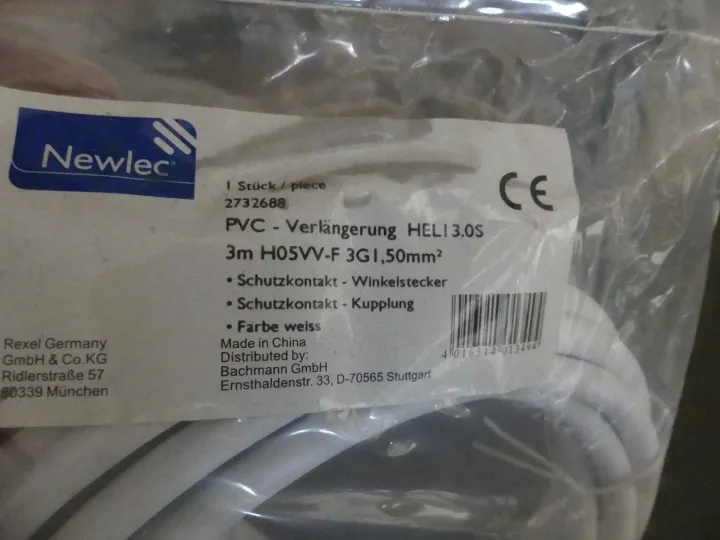 Newlec
1 Stück / piece
2732688
PVC - Verlängerung HEL13.0S
3m H05VV-F 3G1,50mm²
• Schutzkontakt - Winkelstecker
• Schutzkontakt - Kupplung
• Farbe weiss
CE
Made in China
Distributed by:
Bachmann GmbH
Ernsthaldenstr. 33, D-70565 Stuttgart
Rexel Germany
GmbH & Co.KG
Ridlerstraße 57
80339 München